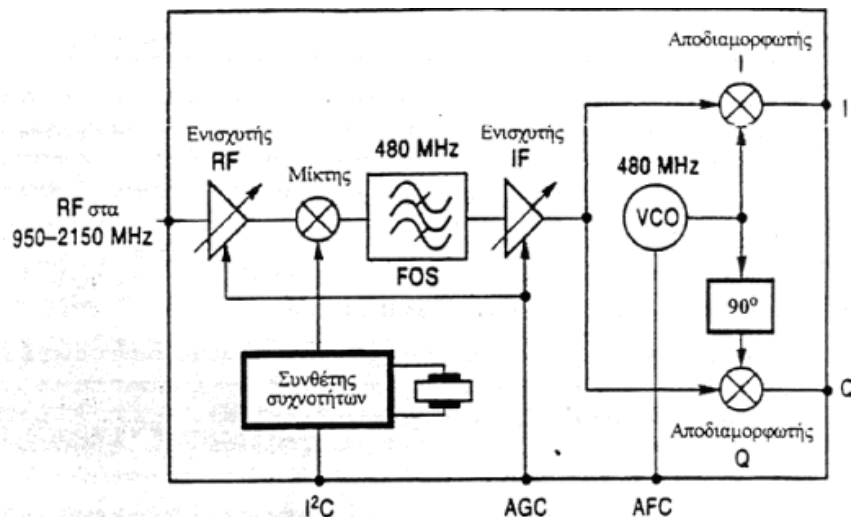 Αποδιαμορφωτής
I
I
Ενισχυτής
RF
Μίκτης
480 MHz
Ενισχυτής
IF
480 MHz
VCO
RF στα
950–2150 MHz
FOS
90°
Συνθέτης
συχνοτήτων
Q
Αποδιαμορφωτής
Q
I²C
AGC
AFC